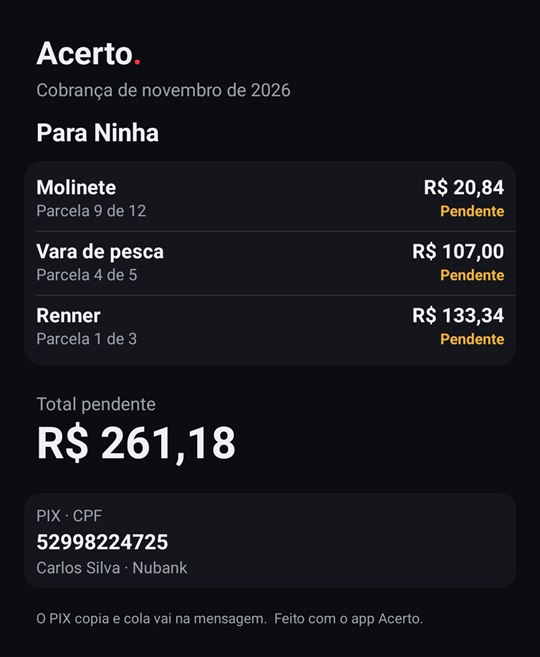 Acerto.
Cobrança de novembro de 2026
Para Ninha
Molinete R$ 20,84
Parcela 9 de 12 Pendente
Vara de pesca R$ 107,00
Parcela 4 de 5 Pendente
Renner R$ 133,34
Parcela 1 de 3 Pendente
Total pendente
R$ 261,18
PIX · CPF
52998224725
Carlos Silva · Nubank
O PIX copia e cola vai na mensagem. Feito com o app Acerto.